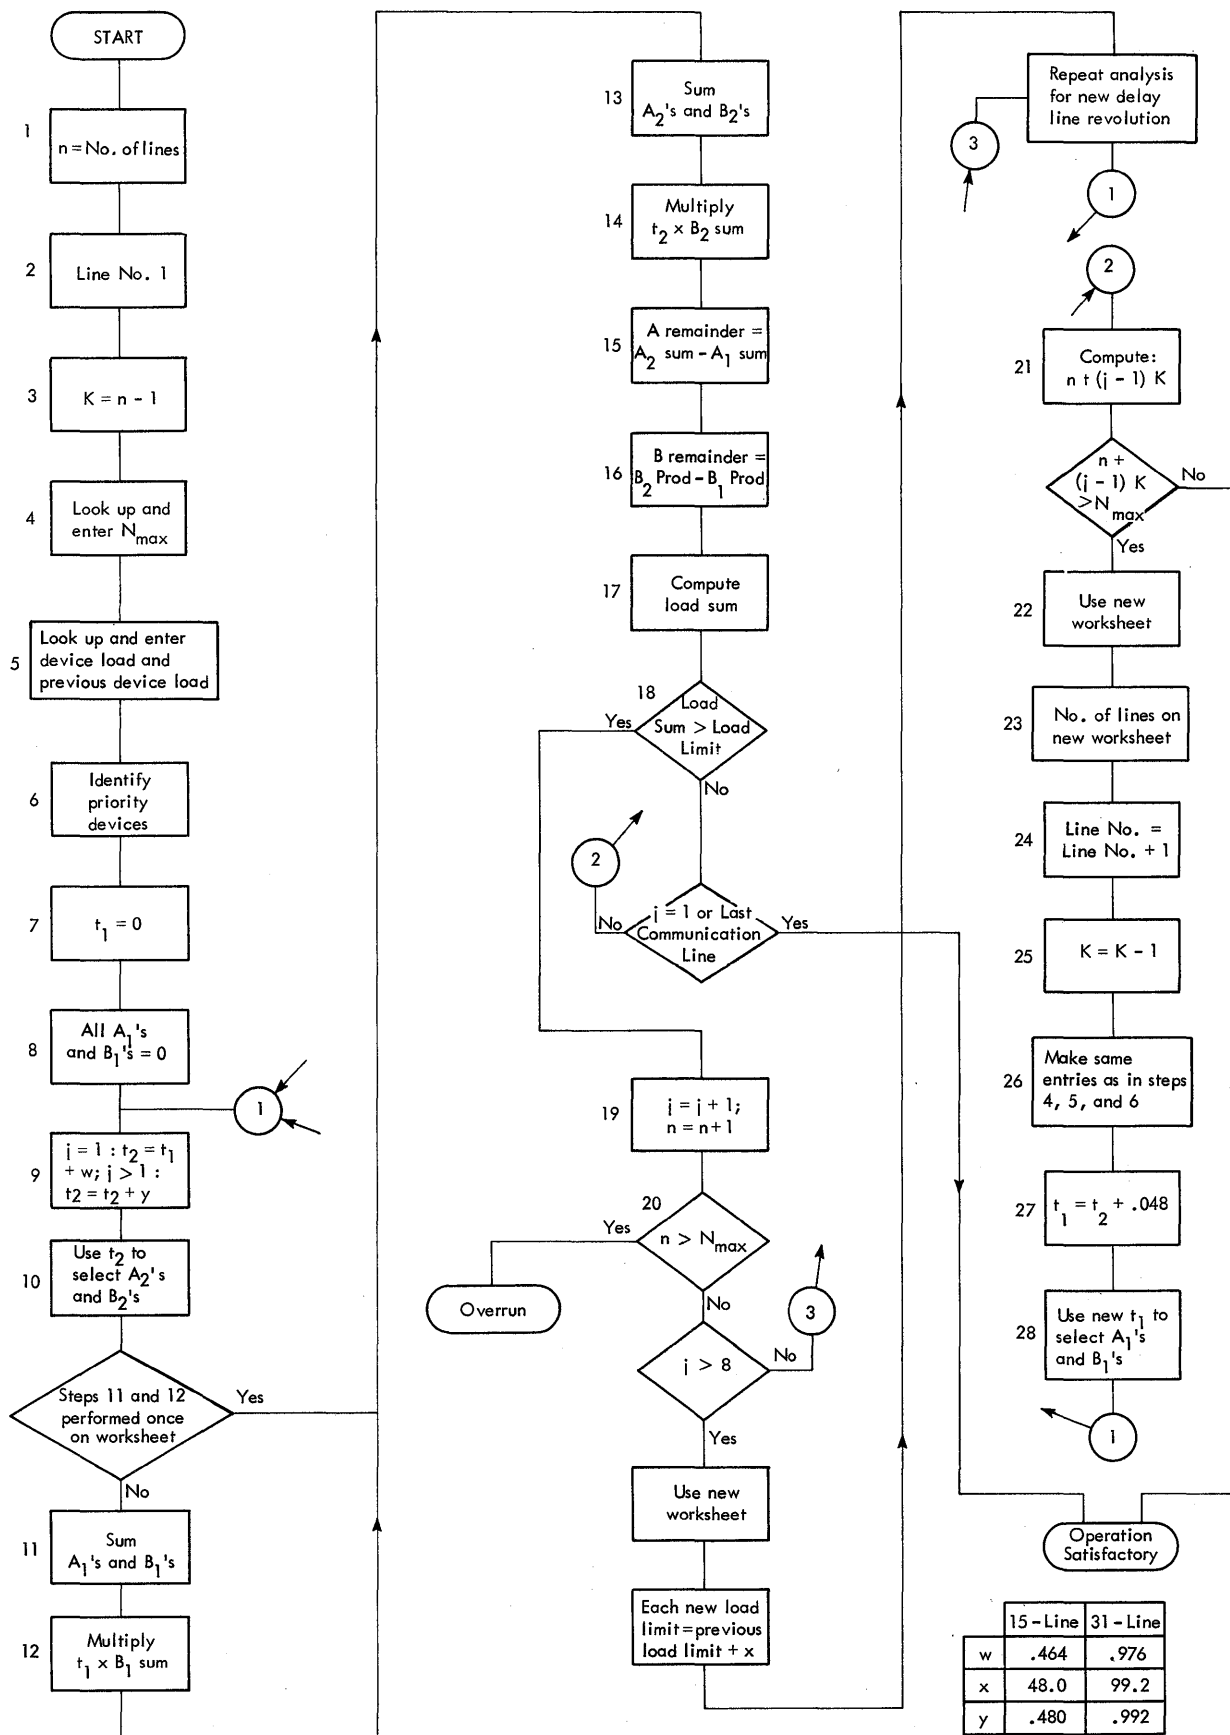 START
1
n = No. of lines
2
Line No. 1
3
K = n - 1
4
Look up and
enter N_max
5
Look up and enter
device load and
previous device load
6
Identify
priority
devices
7
t_1 = 0
8
All A_1's
and B_1's = 0
1
9
j = 1 : t_2 = t_1
+ w; j > 1 :
t2 = t_2 + y
10
Use t_2 to
select A_2's
and B_2's
Steps 11 and 12
performed once
on worksheet
Yes
No
11
Sum
A_1's and B_1's
12
Multiply
t_1 x B_1 sum
13
Sum
A_2's and B_2's
14
Multiply
t_2 x B_2 sum
15
A remainder =
A_2 sum - A_1 sum
16
B remainder =
B_2 Prod - B_1 Prod
17
Compute
load sum
18
Load
Sum > Load
Limit
Yes
No
2
j = 1 or Last
Communication
Line
No
Yes
19
j = j + 1;
n = n+1
20
n > N_max
Yes
No
Overrun
3
j > 8
No
Yes
Use new
worksheet
Each new load
limit = previous
load limit + x
Repeat analysis
for new delay
line revolution
3
1
2
21
Compute:
n + (j - 1) K
n +
(j - 1) K
> N_max
No
Yes
22
Use new
worksheet
23
No. of lines on
new worksheet
24
Line No. =
Line No. + 1
25
K = K - 1
26
Make same
entries as in steps
4, 5, and 6
27
t_1 = t_2 + .048
28
Use new t_1 to
select A_1's
and B_1's
1
Operation
Satisfactory
15 - Line 31 - Line
w .464 .976
x 48.0 99.2
y .480 .992